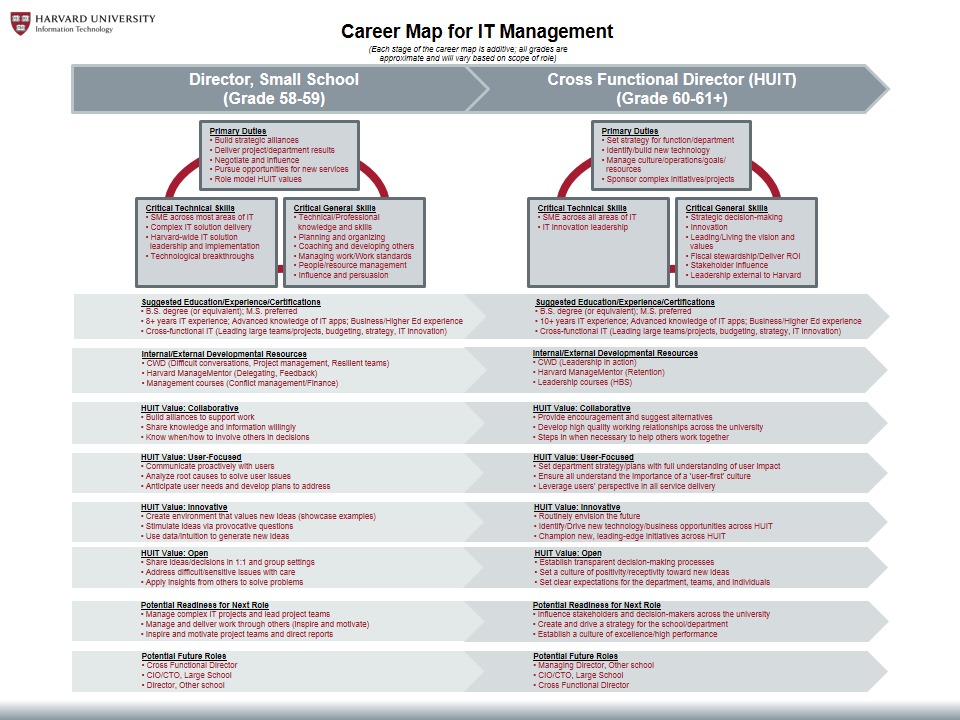 HARVARD UNIVERSITY
Information Technology
Career Map for IT Management
(Each stage of the career map is additive; all grades are
approximate and will vary based on scope of role)
Director, Small School
(Grade 58-59)
Cross Functional Director (HUIT)
(Grade 60-61+)
Primary Duties
• Build strategic alliances
• Deliver project/department results
• Negotiate and influence
• Pursue opportunities for new services
• Role model HUIT values
Critical Technical Skills
• SME across most areas of IT
• Complex IT solution delivery
• Harvard-wide IT solution
leadership and implementation
• Technological breakthroughs
Critical General Skills
• Technical/Professional
knowledge and skills
• Planning and organizing
• Coaching and developing others
• Managing work/Work standards
• People/resource management
• Influence and persuasion
Primary Duties
• Set strategy for function/department
• Identify/build new technology
• Manage culture/operations/goals/
resources
• Sponsor complex initiatives/projects
Critical Technical Skills
• SME across all areas of IT
• IT innovation leadership
Critical General Skills
• Strategic decision-making
• Innovation
• Leading/Living the vision and
values
• Fiscal stewardship/Deliver ROI
• Stakeholder influence
• Leadership external to Harvard
Suggested Education/Experience/Certifications
• B.S. degree (or equivalent); M.S. preferred
• 8+ years IT experience; Advanced knowledge of IT apps; Business/Higher Ed experience
• Cross-functional IT (Leading large teams/projects, budgeting, strategy, IT innovation)
Suggested Education/Experience/Certifications
• B.S. degree (or equivalent); M.S. preferred
• 10+ years IT experience; Advanced knowledge of IT apps; Business/Higher Ed experience
• Cross-functional IT (Leading large teams/projects, budgeting, strategy, IT innovation)
Internal/External Developmental Resources
• CWD (Difficult conversations, Project management, Resilient teams)
• Harvard ManageMentor (Delegating, Feedback)
• Management courses (Conflict management/Finance)
Internal/External Developmental Resources
• CWD (Leadership in action)
• Harvard ManageMentor (Retention)
• Leadership courses (HBS)
HUIT Value: Collaborative
• Build alliances to support work
• Share knowledge and information willingly
• Know when/how to involve others in decisions
HUIT Value: Collaborative
• Provide encouragement and suggest alternatives
• Develop high quality working relationships across the university
• Steps in when necessary to help others work together
HUIT Value: User-Focused
• Communicate proactively with users
• Analyze root causes to solve user issues
• Anticipate user needs and develop plans to address
HUIT Value: User-Focused
• Set department strategy/plans with full understanding of user impact
• Ensure all understand the importance of a 'user-first' culture
• Leverage users' perspective in all service delivery
HUIT Value: Innovative
• Create environment that values new ideas (showcase examples)
• Stimulate ideas via provocative questions
• Use data/intuition to generate new ideas
HUIT Value: Innovative
• Routinely envision the future
• Identify/Drive new technology/business opportunities across HUIT
• Champion new, leading-edge initiatives across HUIT
HUIT Value: Open
• Share ideas/decisions in 1:1 and group settings
• Address difficult/sensitive issues with care
• Apply insights from others to solve problems
HUIT Value: Open
• Establish transparent decision-making processes
• Set a culture of positivity/receptivity toward new ideas
• Set clear expectations for the department, teams, and individuals
Potential Readiness for Next Role
• Manage complex IT projects and lead project teams
• Manage and deliver work through others (inspire and motivate)
• Inspire and motivate project teams and direct reports
Potential Readiness for Next Role
• Influence stakeholders and decision-makers across the university
• Create and drive a strategy for the school/department
• Establish a culture of excellence/high performance
Potential Future Roles
• Cross Functional Director
• CIO/CTO, Large School
• Director, Other school
Potential Future Roles
• Managing Director, Other school
• CIO/CTO, Large School
• Cross Functional Director